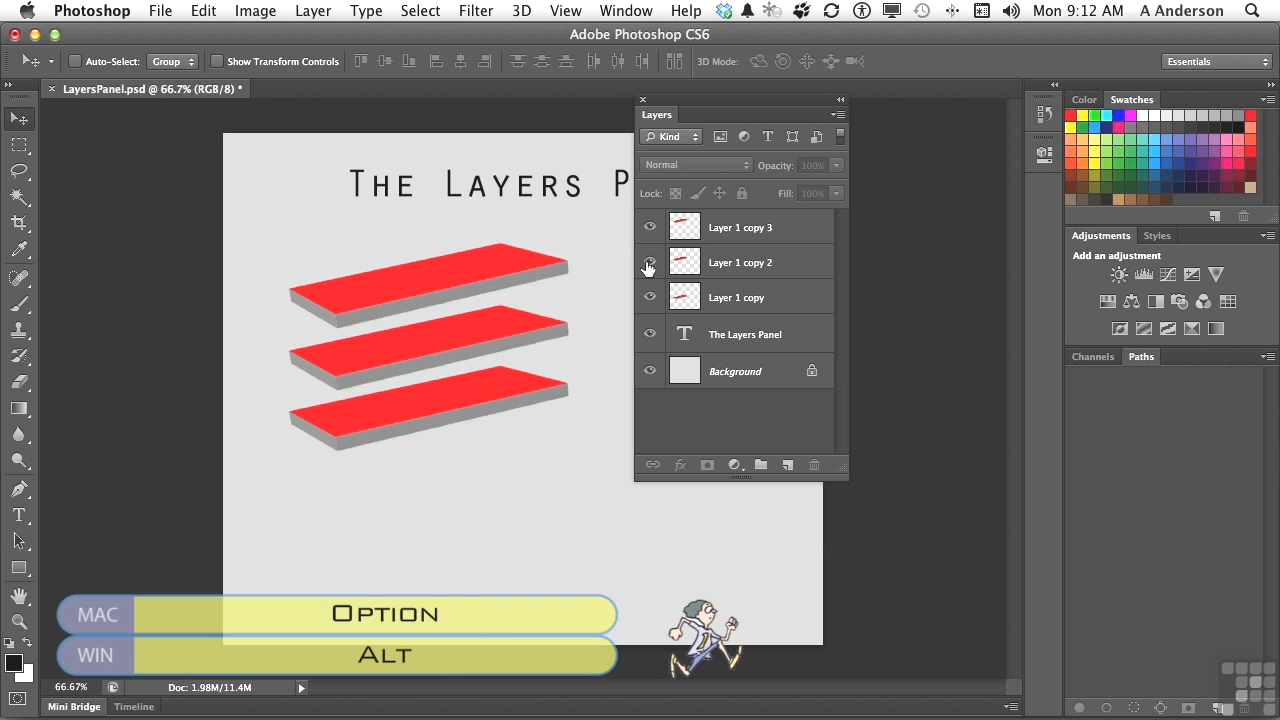 Photoshop File Edit Image Layer Type Select Filter 3D View Window Help Mon 9:12 AM A Anderson
Adobe Photoshop CS6
Auto-Select: Group Show Transform Controls 3D Mode: Essentials
LayersPanel.psd @ 66.7% (RGB/8) *
Layers
Kind
Normal Opacity: 100%
Lock: Fill: 100%
Layer 1 copy 3
Layer 1 copy 2
Layer 1 copy
T The Layers Panel
Background
fx
Color Swatches
Adjustments Styles
Add an adjustment
Channels Paths
The Layers P
MAC Option
WIN Alt
66.67% Doc: 1.98M/11.4M
Mini Bridge Timeline